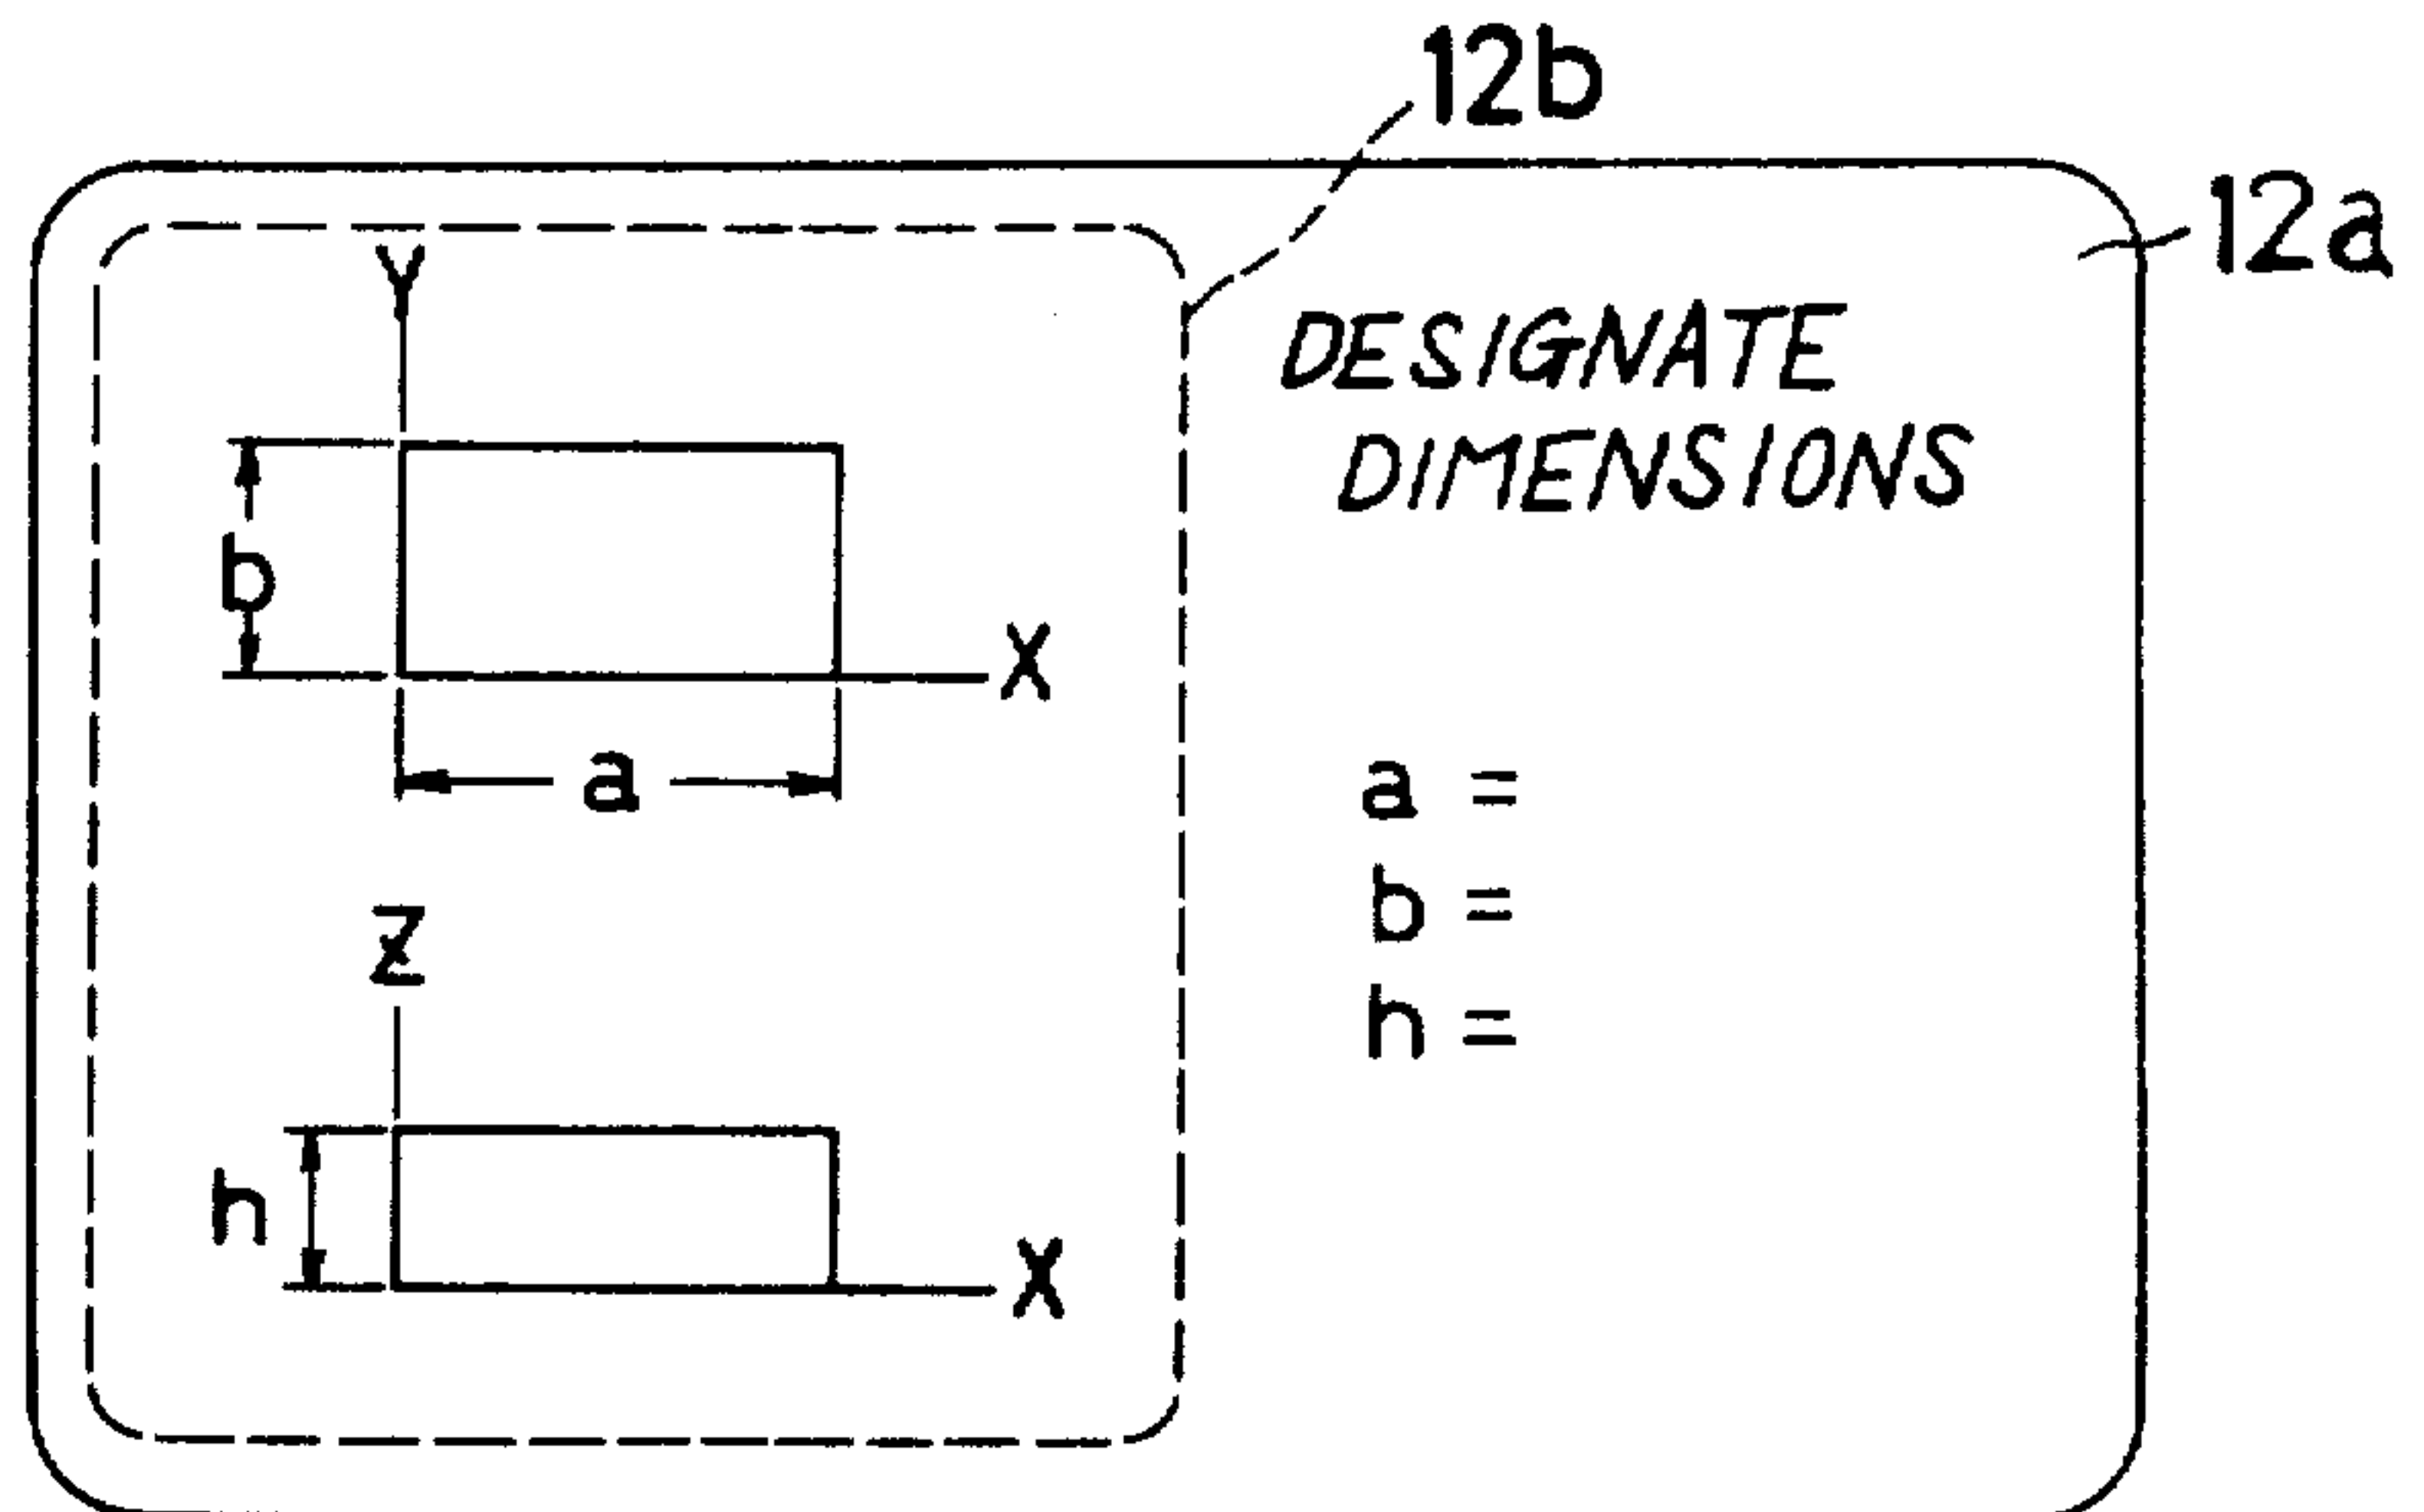 12b
12a
Y
DESIGNATE
DIMENSIONS
b
X
a
a =
b =
h =
Z
h
X